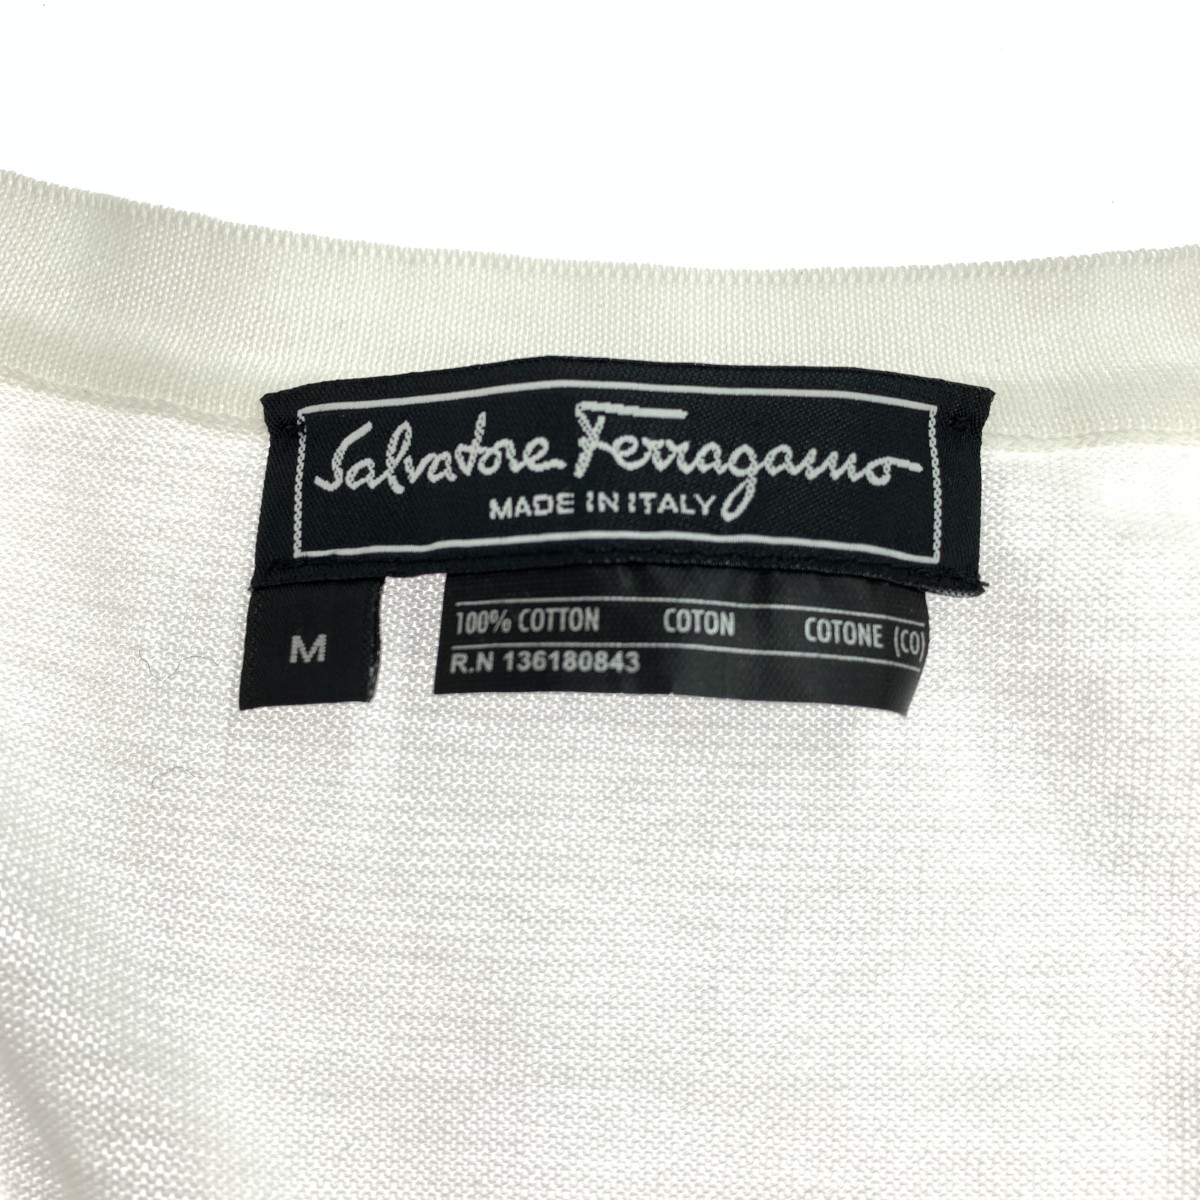 Salvatore Ferragamo
MADE IN ITALY
M
100% COTTON COTON COTONE (CO)
R.N 136180843